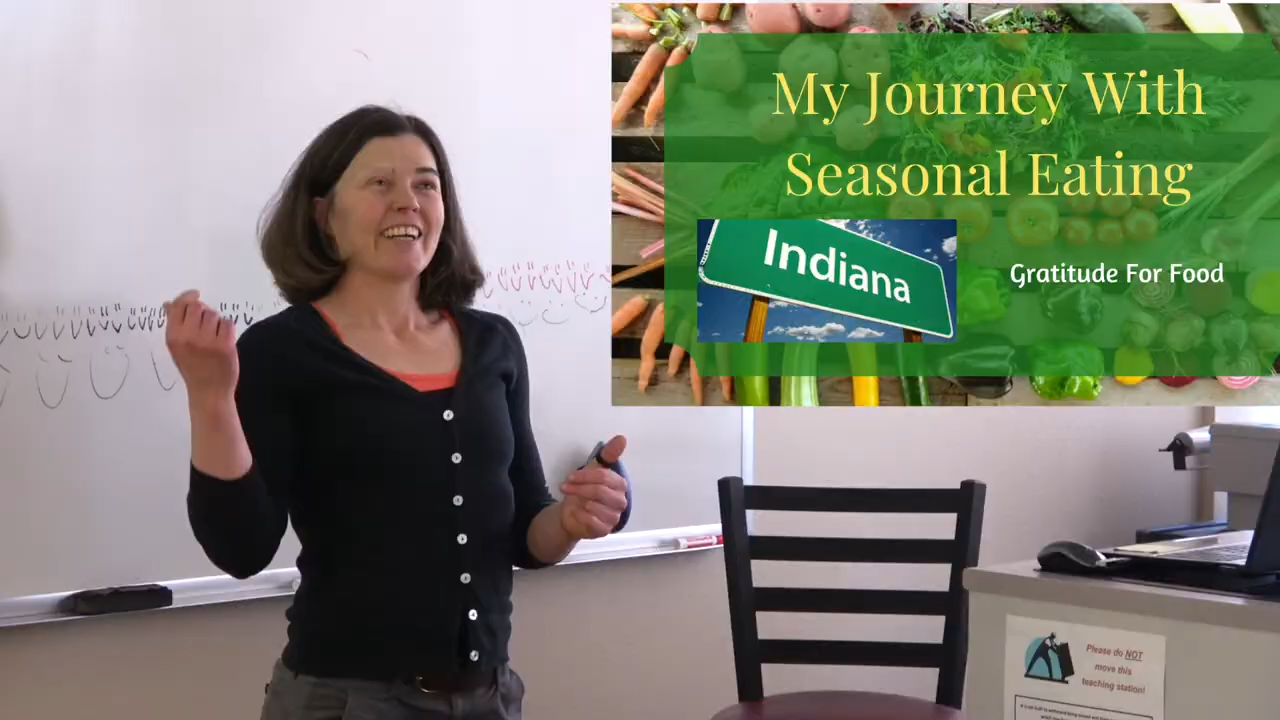 My Journey With
Seasonal Eating
Indiana
Gratitude For Food
Please do NOT
move this
teaching station!